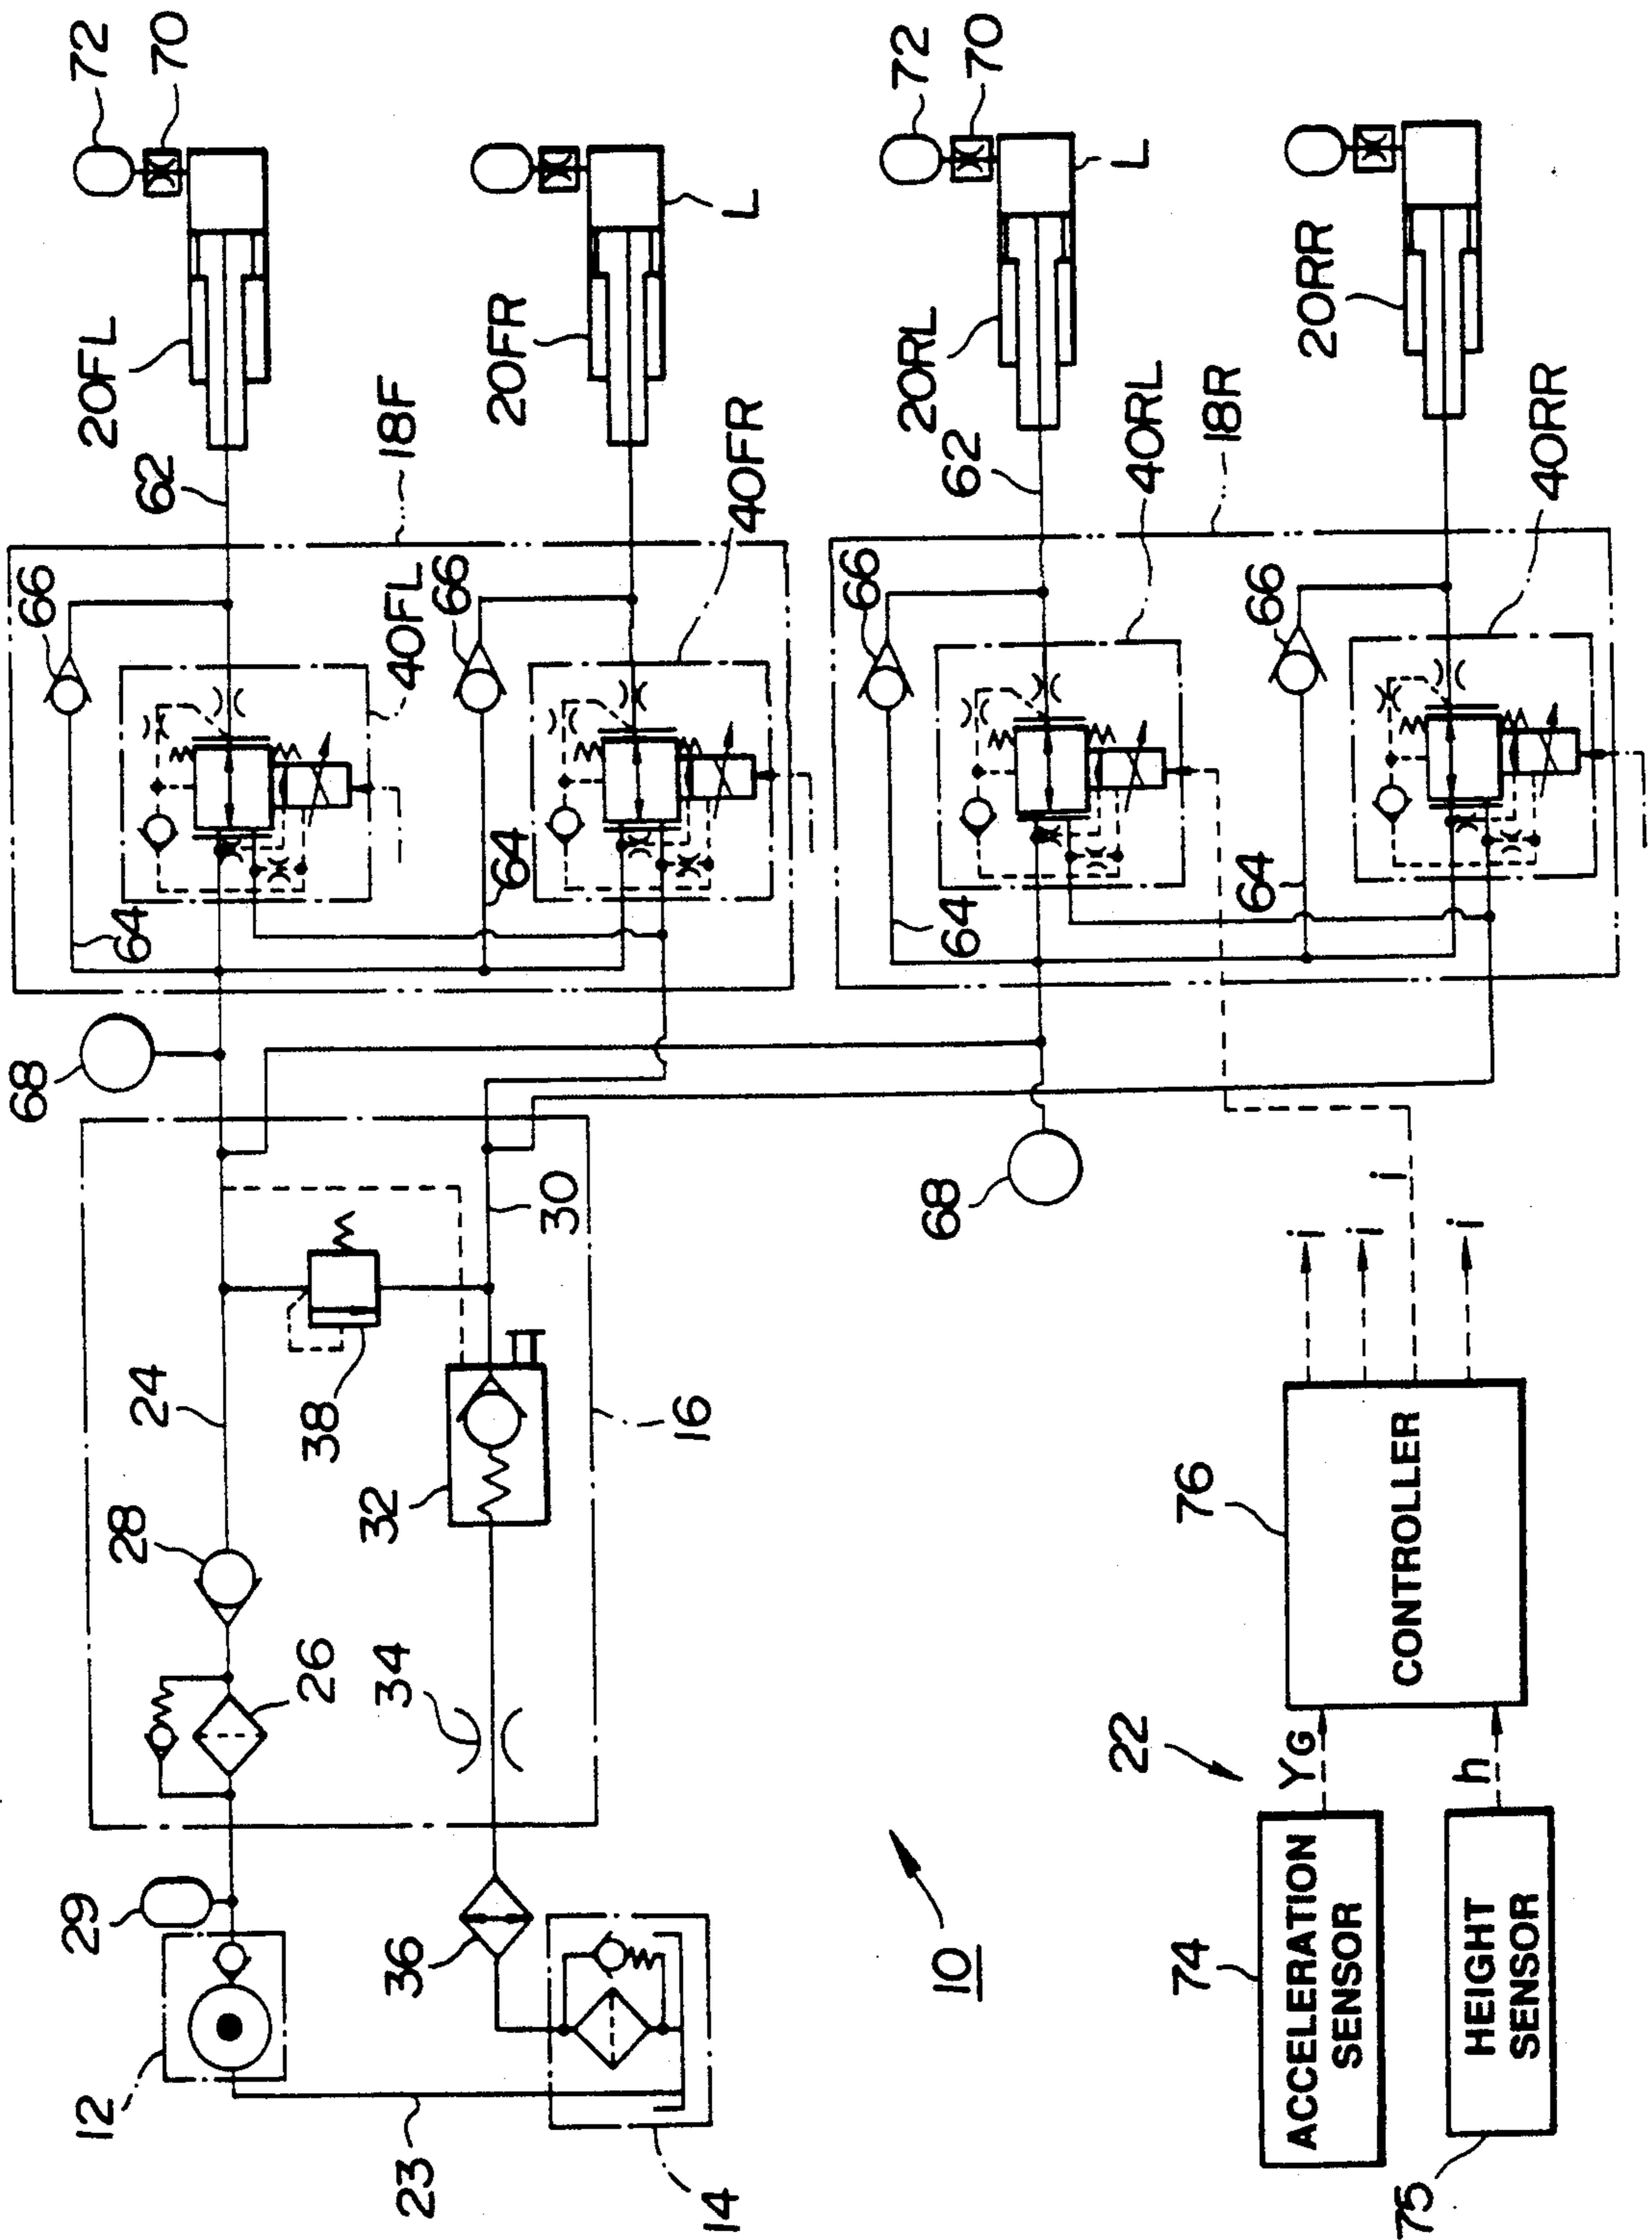 12
29
28
24
68
64
66
62
20FL
72
70
26
38
40FL
18F
23
36
34
32
30
64
66
20FR
14
16
40FR
L
10
68
64
66
62
20RL
72
70
22
40RL
L
74
76
18R
64
66
20RR
ACCELERATION
SENSOR
YG
CONTROLLER
i
i
i
i
40RR
75
HEIGHT
SENSOR
h